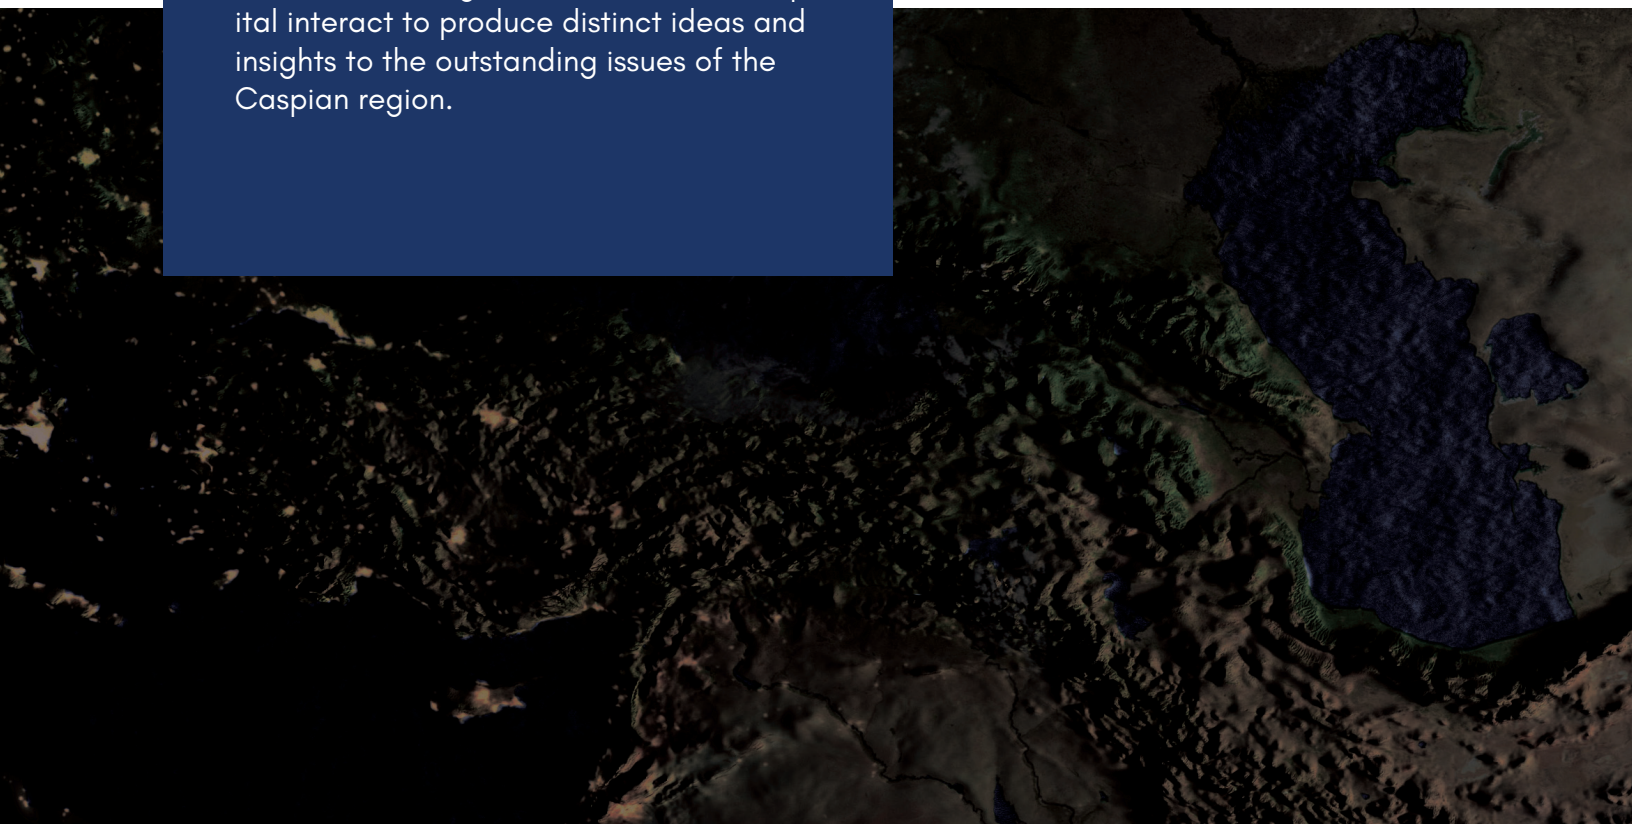 ital interact to produce distinct ideas and
insights to the outstanding issues of the
Caspian region.